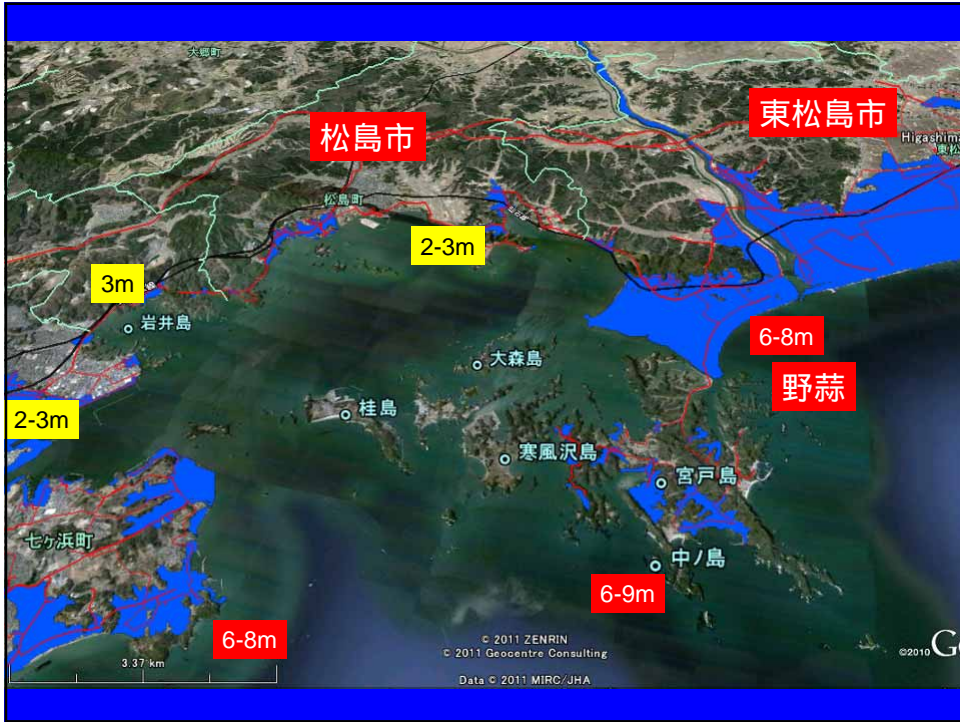 大郷町
松島市
東松島市
Higashima
東松
松島町
2-3m
3m
岩井島
6-8m
大森島
野蒜
2-3m
桂島
寒風沢島
宮戸島
七ヶ浜町
中ノ島
6-9m
6-8m
© 2011 ZENRIN
© 2011 Geocentre Consulting
©2010 Go
3.37 km
Data © 2011 MIRC/JHA